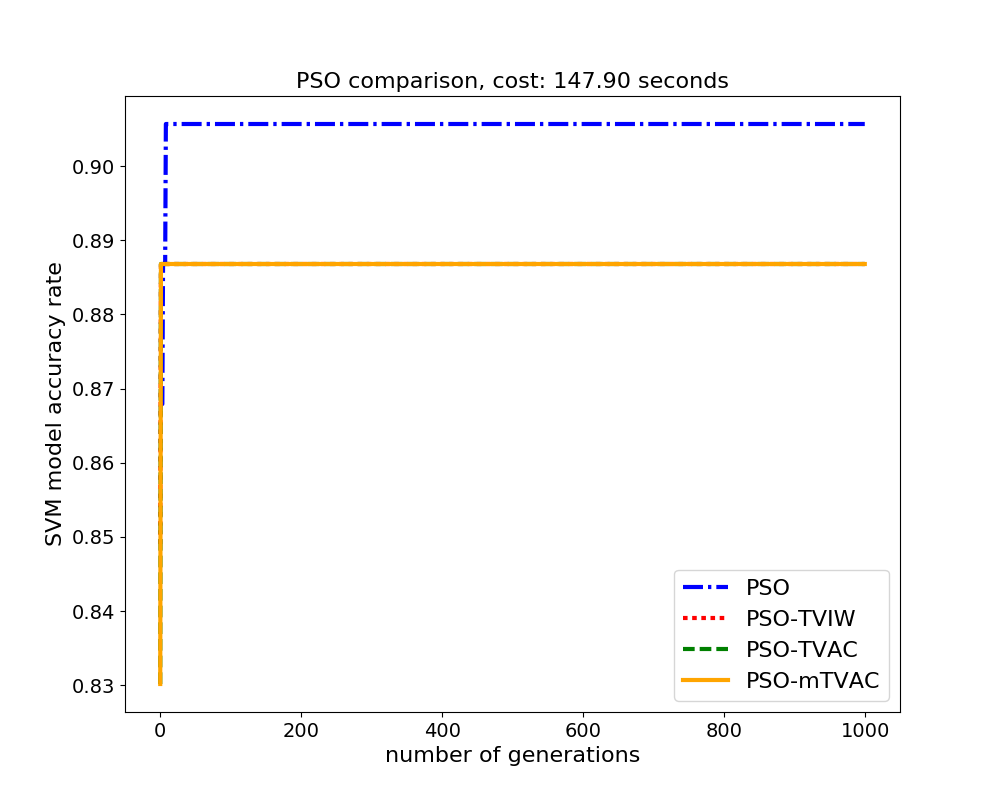 PSO comparison, cost: 147.90 seconds
SVM model accuracy rate
0.90
0.89
0.88
0.87
0.86
0.85
0.84
0.83
PSO
PSO-TVIW
PSO-TVAC
PSO-mTVAC
0 200 400 600 800 1000
number of generations